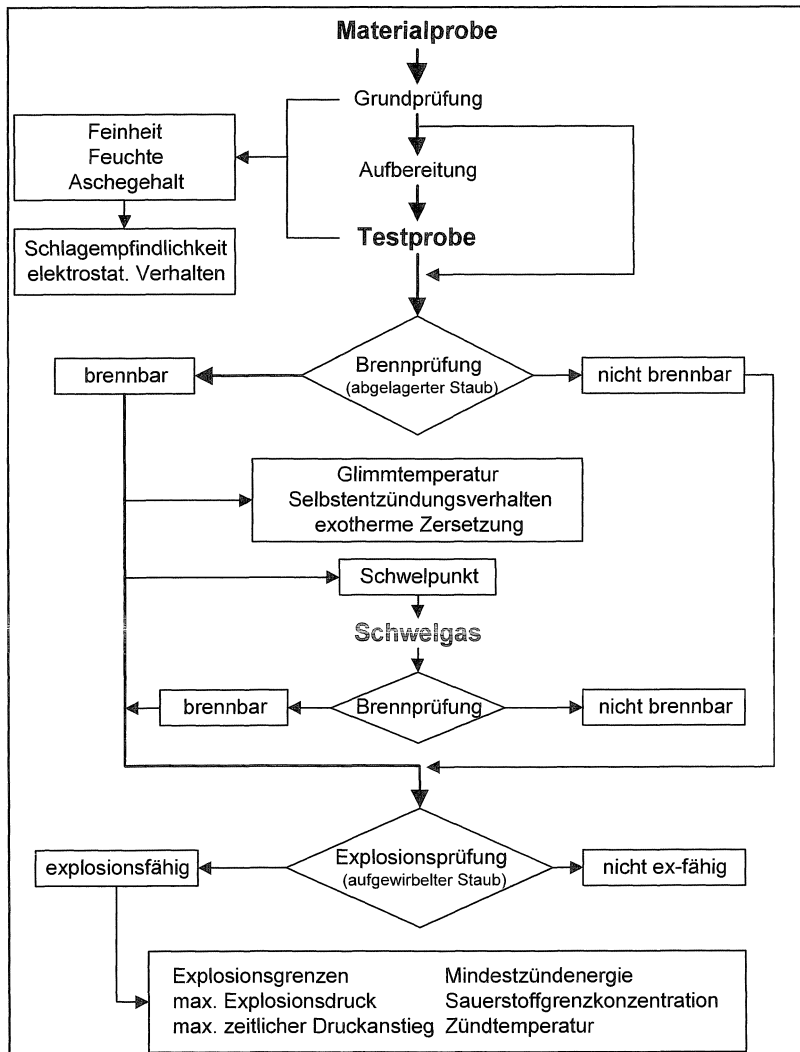 Materialprobe
Grundprüfung
Feinheit
Feuchte
Aschegehalt
Aufbereitung
Testprobe
Schlagempfindlichkeit
elektrostat. Verhalten
Brennprüfung
(abgelagerter Staub)
brennbar
nicht brennbar
Glimmtemperatur
Selbstentzündungsverhalten
exotherme Zersetzung
Schwelpunkt
Schwelgas
brennbar
Brennprüfung
nicht brennbar
Explosionsprüfung
(aufgewirbelter Staub)
explosionsfähig
nicht ex-fähig
Explosionsgrenzen
max. Explosionsdruck
max. zeitlicher Druckanstieg
Mindestzündenergie
Sauerstoffgrenzkonzentration
Zündtemperatur